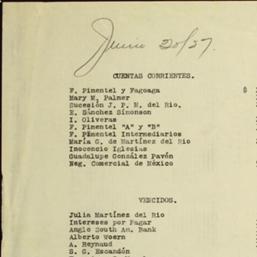 Junio 20/27.
CUENTAS CORRIENTES.
F. Pimentel y Fagoaga $
Mary M. Palmer
Sucesión J. P. N. del Rio.
E. Sánchez Simonson
I. Oliveras
F. Pimentel "A" y "B"
F. Pimentel Intermediarios
María G. de Martínez del Rio
Inocencio Iglesias
Guadalupe González Pavón
Neg. Comercial de México
VENCIDOS.
Julia Martínez del Rio
Intereses por Pagar
Anglo South Am. Bank
Alberto Woern
A. Reynaud
S. G. Escandón